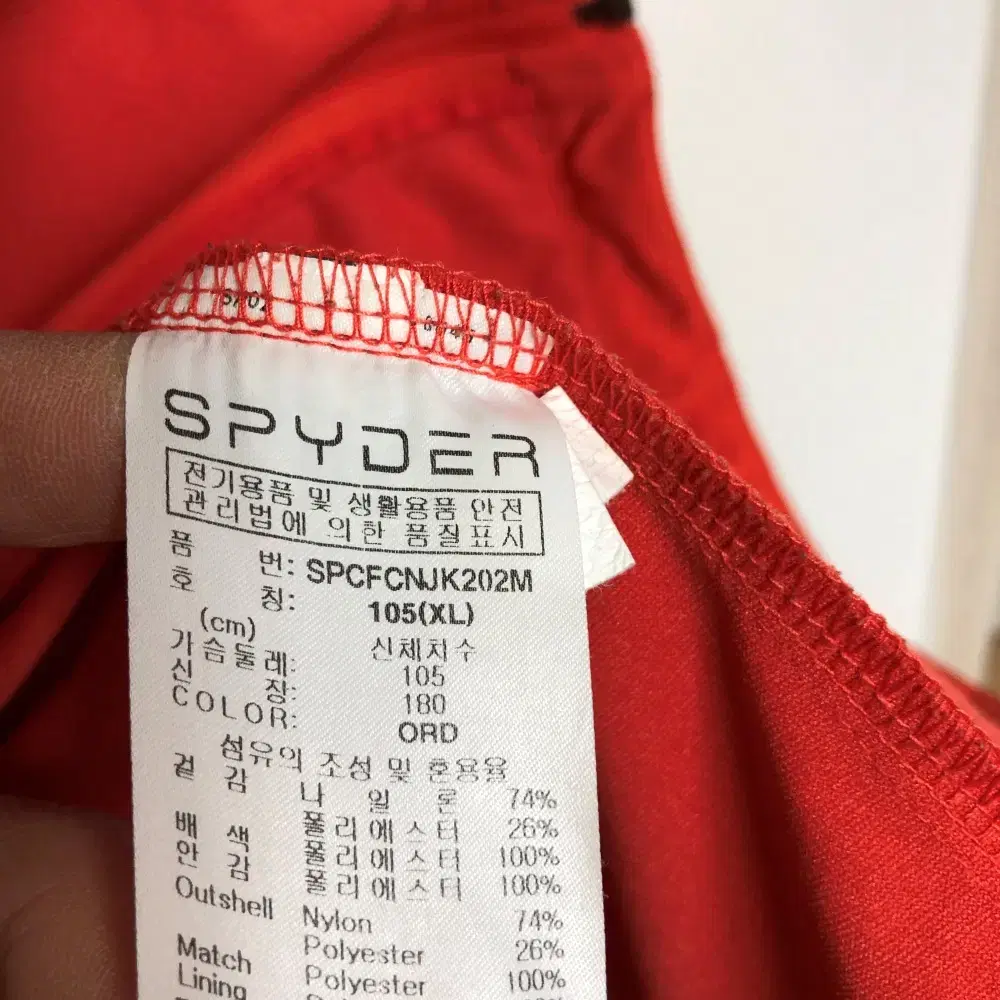 SPYDER
전기용품 및 생활용품 안전
관리법에 의한 품질표시
품 번: SPCFCNJK202M
호 칭: 105(XL)
(cm) 신체치수
가슴둘레: 105
신 장: 180
COLOR: ORD
섬유의 조성 및 혼용율
겉 감 나 일 론 74%
폴리에스터 26%
배 색 폴리에스터 100%
안 감 폴리에스터 100%
Outshell Nylon 74%
Polyester 26%
Match Polyester 100%
Lining